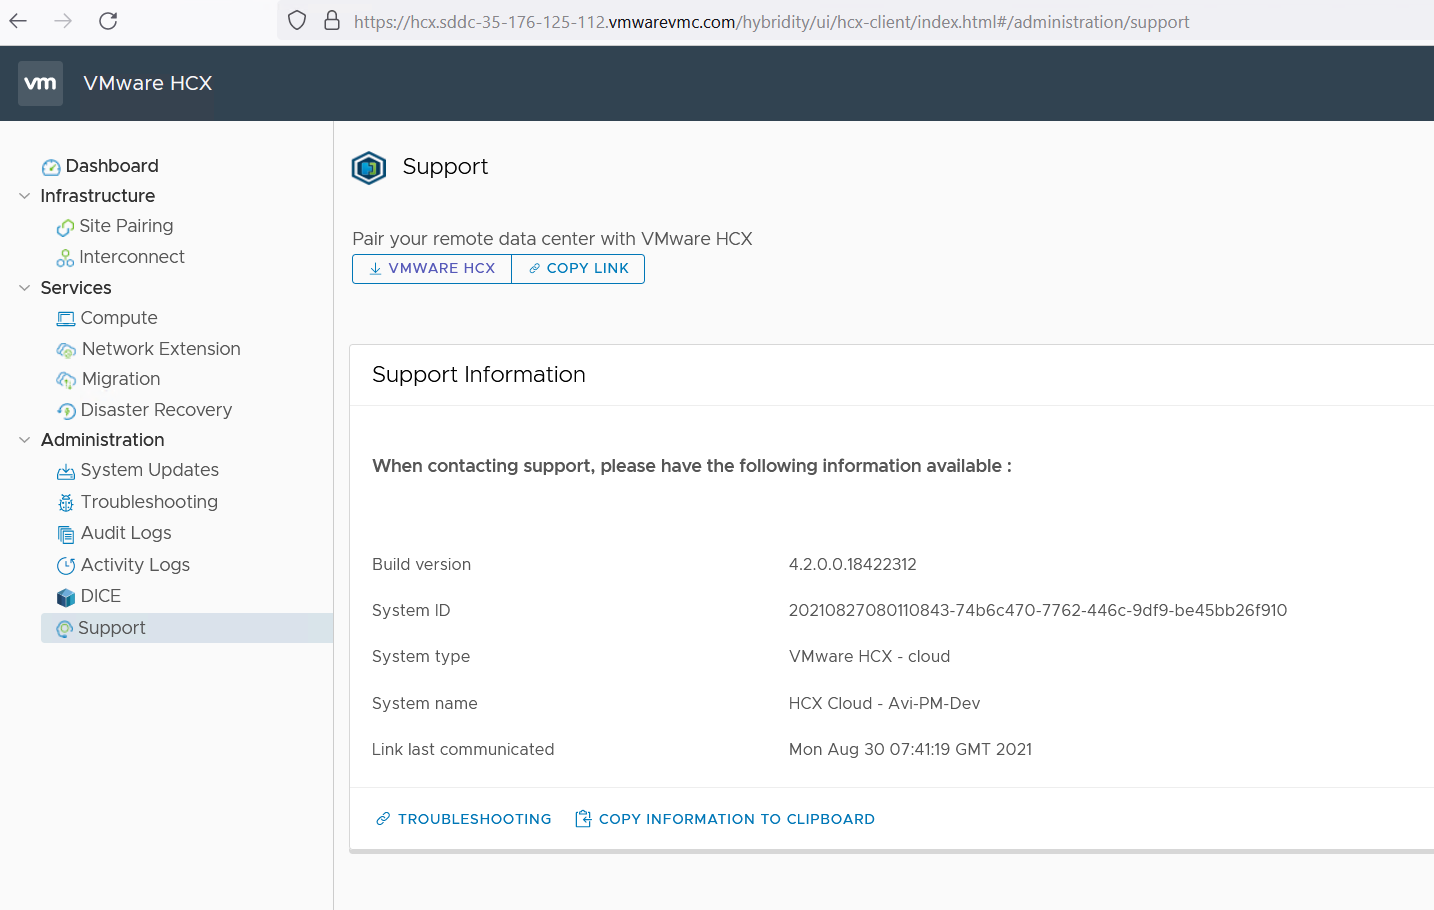 https://hcx.sddc-35-176-125-112.vmwarevmc.com/hybridity/ui/hcx-client/index.html#/administration/support
vm VMware HCX
Dashboard
Infrastructure
Site Pairing
Interconnect
Services
Compute
Network Extension
Migration
Disaster Recovery
Administration
System Updates
Troubleshooting
Audit Logs
Activity Logs
DICE
Support
Support
Pair your remote data center with VMware HCX
VMWARE HCX COPY LINK
Support Information
When contacting support, please have the following information available :
Build version 4.2.0.0.18422312
System ID 20210827080110843-74b6c470-7762-446c-9df9-be45bb26f910
System type VMware HCX - cloud
System name HCX Cloud - Avi-PM-Dev
Link last communicated Mon Aug 30 07:41:19 GMT 2021
TROUBLESHOOTING COPY INFORMATION TO CLIPBOARD